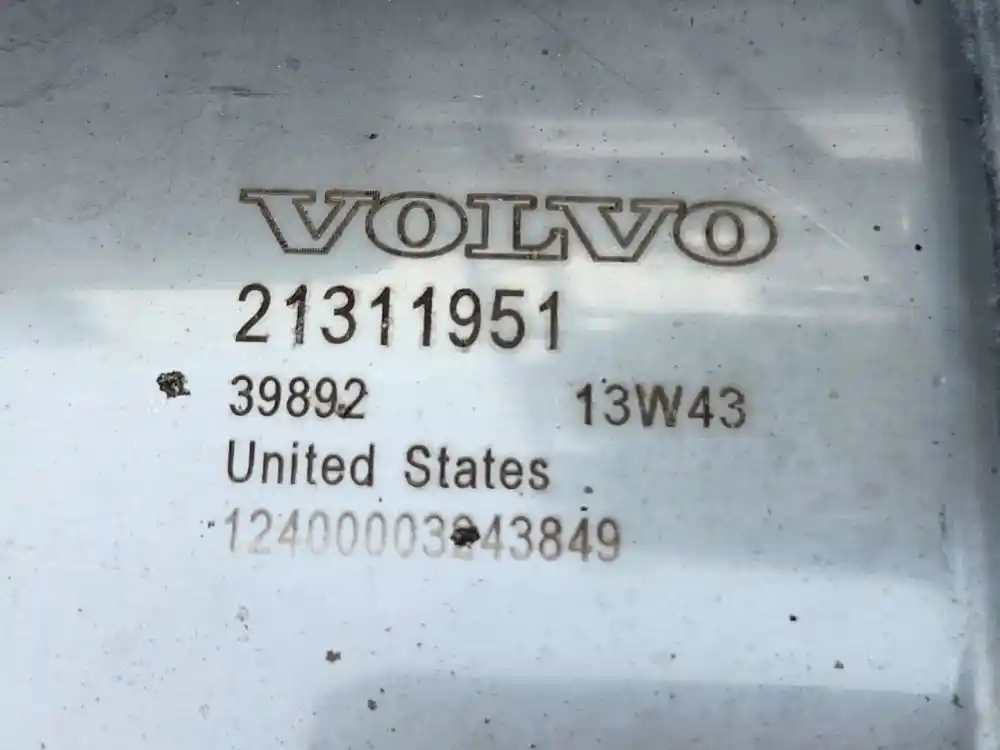 VOLVO
21311951
39892 13W43
United States